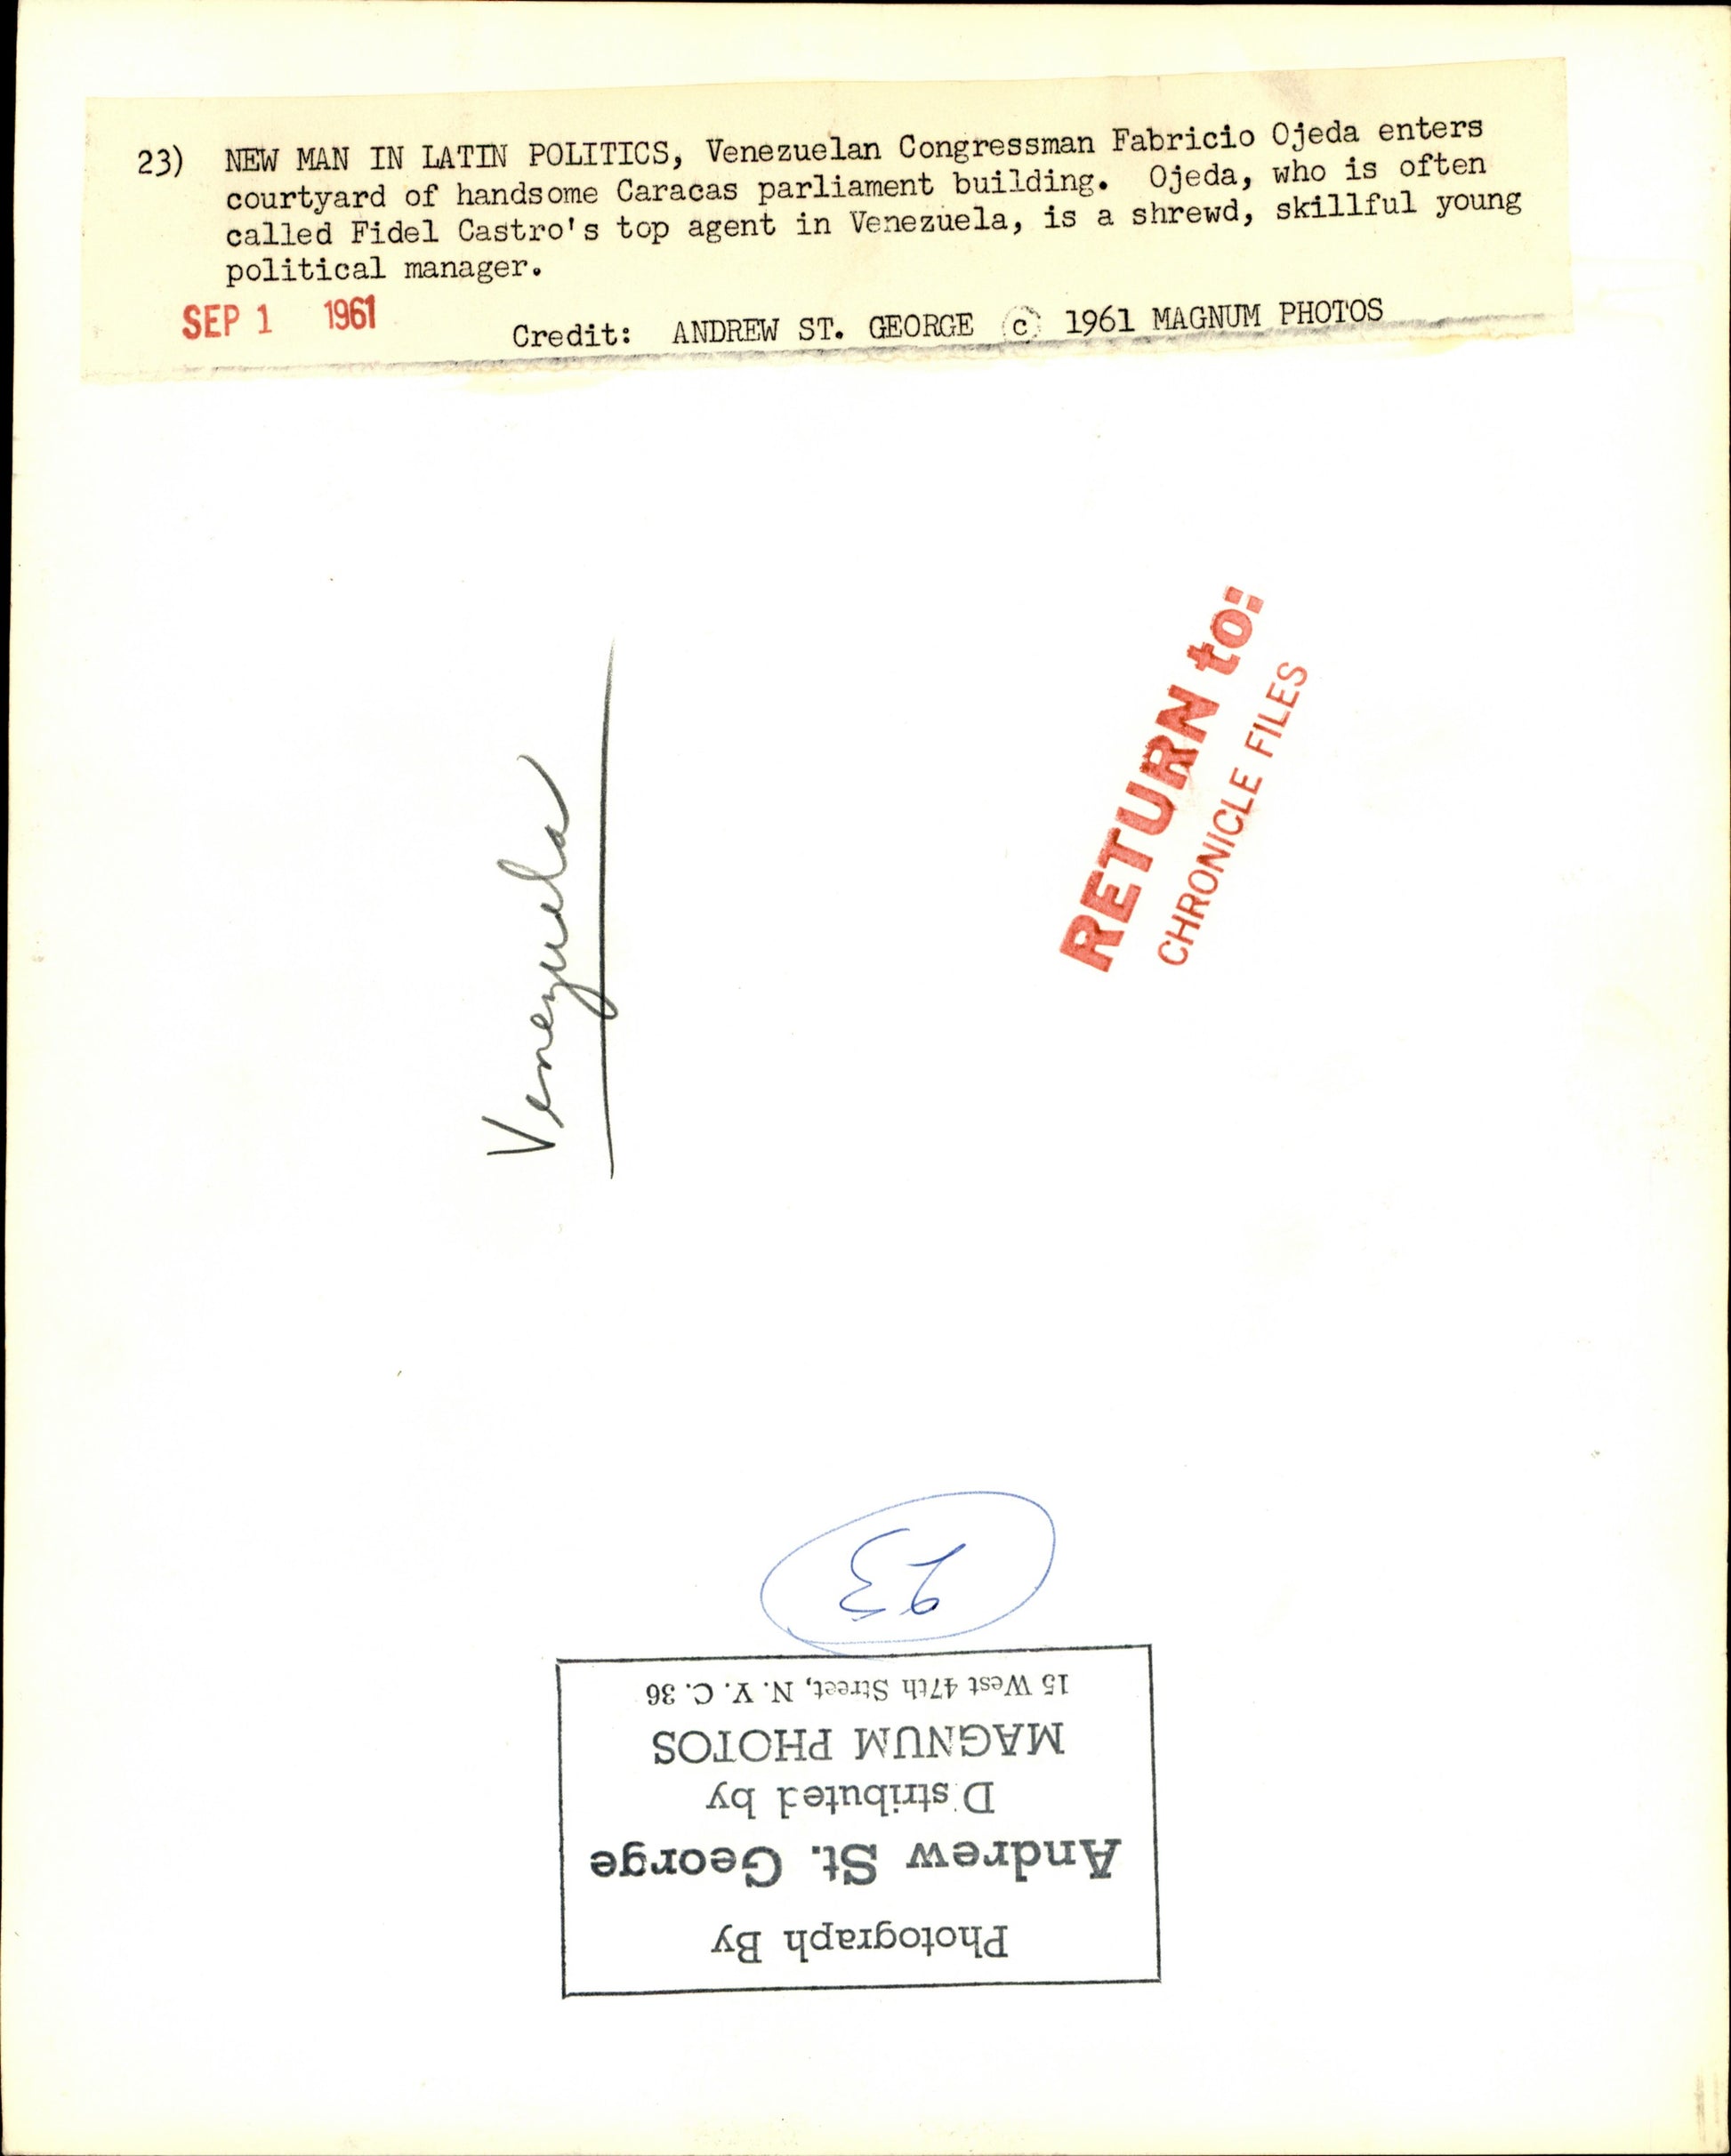 23) NEW MAN IN LATIN POLITICS, Venezuelan Congressman Fabricio Ojeda enters
courtyard of handsome Caracas parliament building. Ojeda, who is often
called Fidel Castro's top agent in Venezuela, is a shrewd, skillful young
political manager.
SEP 1 1961
Credit: ANDREW ST. GEORGE © 1961 MAGNUM PHOTOS
RETURN to:
CHRONICLE FILES
Venezuela
23
Photograph By
Andrew St. George
Distributed by
MAGNUM PHOTOS
15 West 47th Street, N. Y. C. 36